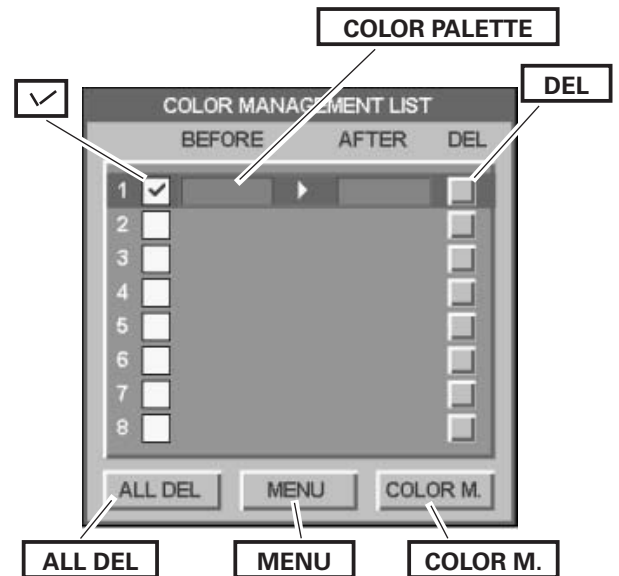 COLOR PALETTE
✓
DEL
COLOR MANAGEMENT LIST
BEFORE AFTER DEL
1 ✓
2
3
4
5
6
7
8
ALL DEL MENU COLOR M.
ALL DEL MENU COLOR M.